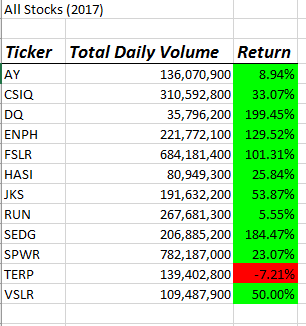 All Stocks (2017)
Ticker Total Daily Volume Return
AY 136,070,900 8.94%
CSIQ 310,592,800 33.07%
DQ 35,796,200 199.45%
ENPH 221,772,100 129.52%
FSLR 684,181,400 101.31%
HASI 80,949,300 25.84%
JKS 191,632,200 53.87%
RUN 267,681,300 5.55%
SEDG 206,885,200 184.47%
SPWR 782,187,000 23.07%
TERP 139,402,800 -7.21%
VSLR 109,487,900 50.00%